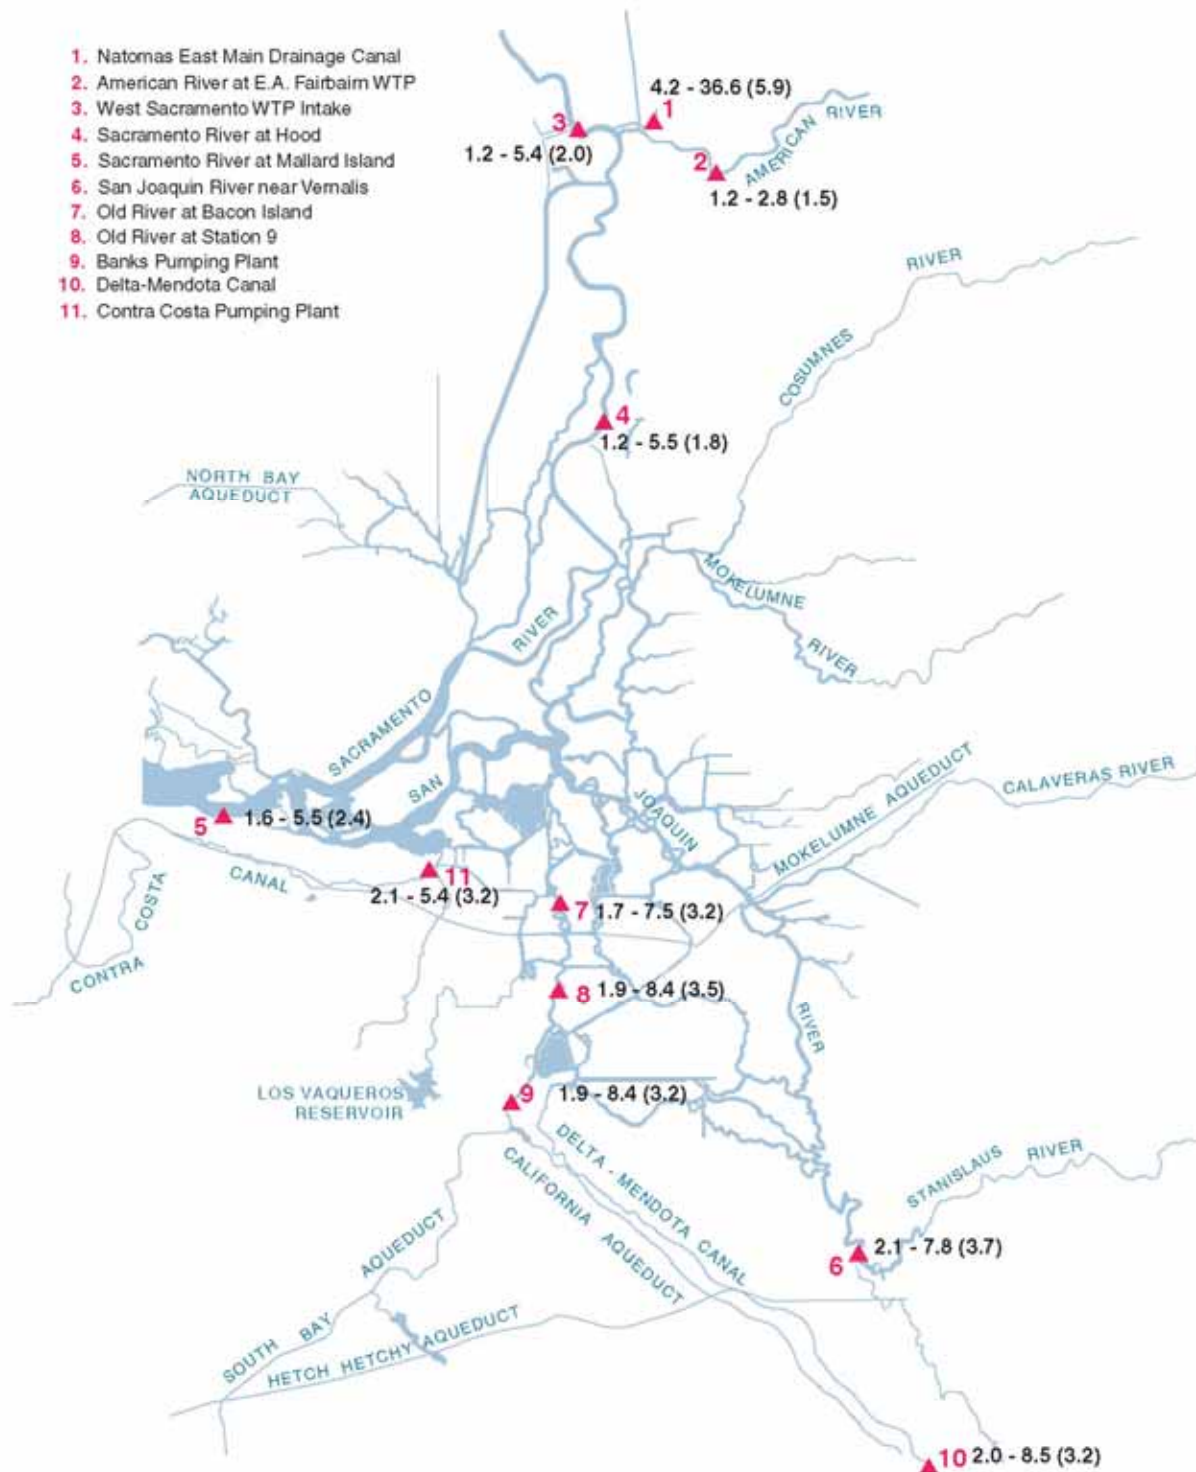 1. Natomas East Main Drainage Canal
2. American River at E.A. Fairbairn WTP
3. West Sacramento WTP Intake
4. Sacramento River at Hood
5. Sacramento River at Mallard Island
6. San Joaquin River near Vernalis
7. Old River at Bacon Island
8. Old River at Station 9
9. Banks Pumping Plant
10. Delta-Mendota Canal
11. Contra Costa Pumping Plant
4.2 - 36.6 (5.9)
1
AMERICAN RIVER
3
1.2 - 5.4 (2.0)
2
1.2 - 2.8 (1.5)
COSUMNES RIVER
4
1.2 - 5.5 (1.8)
NORTH BAY
AQUEDUCT
MOKELUMNE RIVER
SACRAMENTO RIVER
SAN JOAQUIN RIVER
MOKELUMNE AQUEDUCT
CALAVERAS RIVER
5
1.6 - 5.5 (2.4)
CONTRA COSTA CANAL
11
2.1 - 5.4 (3.2)
7
1.7 - 7.5 (3.2)
8
1.9 - 8.4 (3.5)
LOS VAQUEROS
RESERVOIR
9
1.9 - 8.4 (3.2)
DELTA - MENDOTA CANAL
CALIFORNIA AQUEDUCT
STANISLAUS RIVER
6
2.1 - 7.8 (3.7)
SOUTH BAY AQUEDUCT
HETCH HETCHY AQUEDUCT
10
2.0 - 8.5 (3.2)